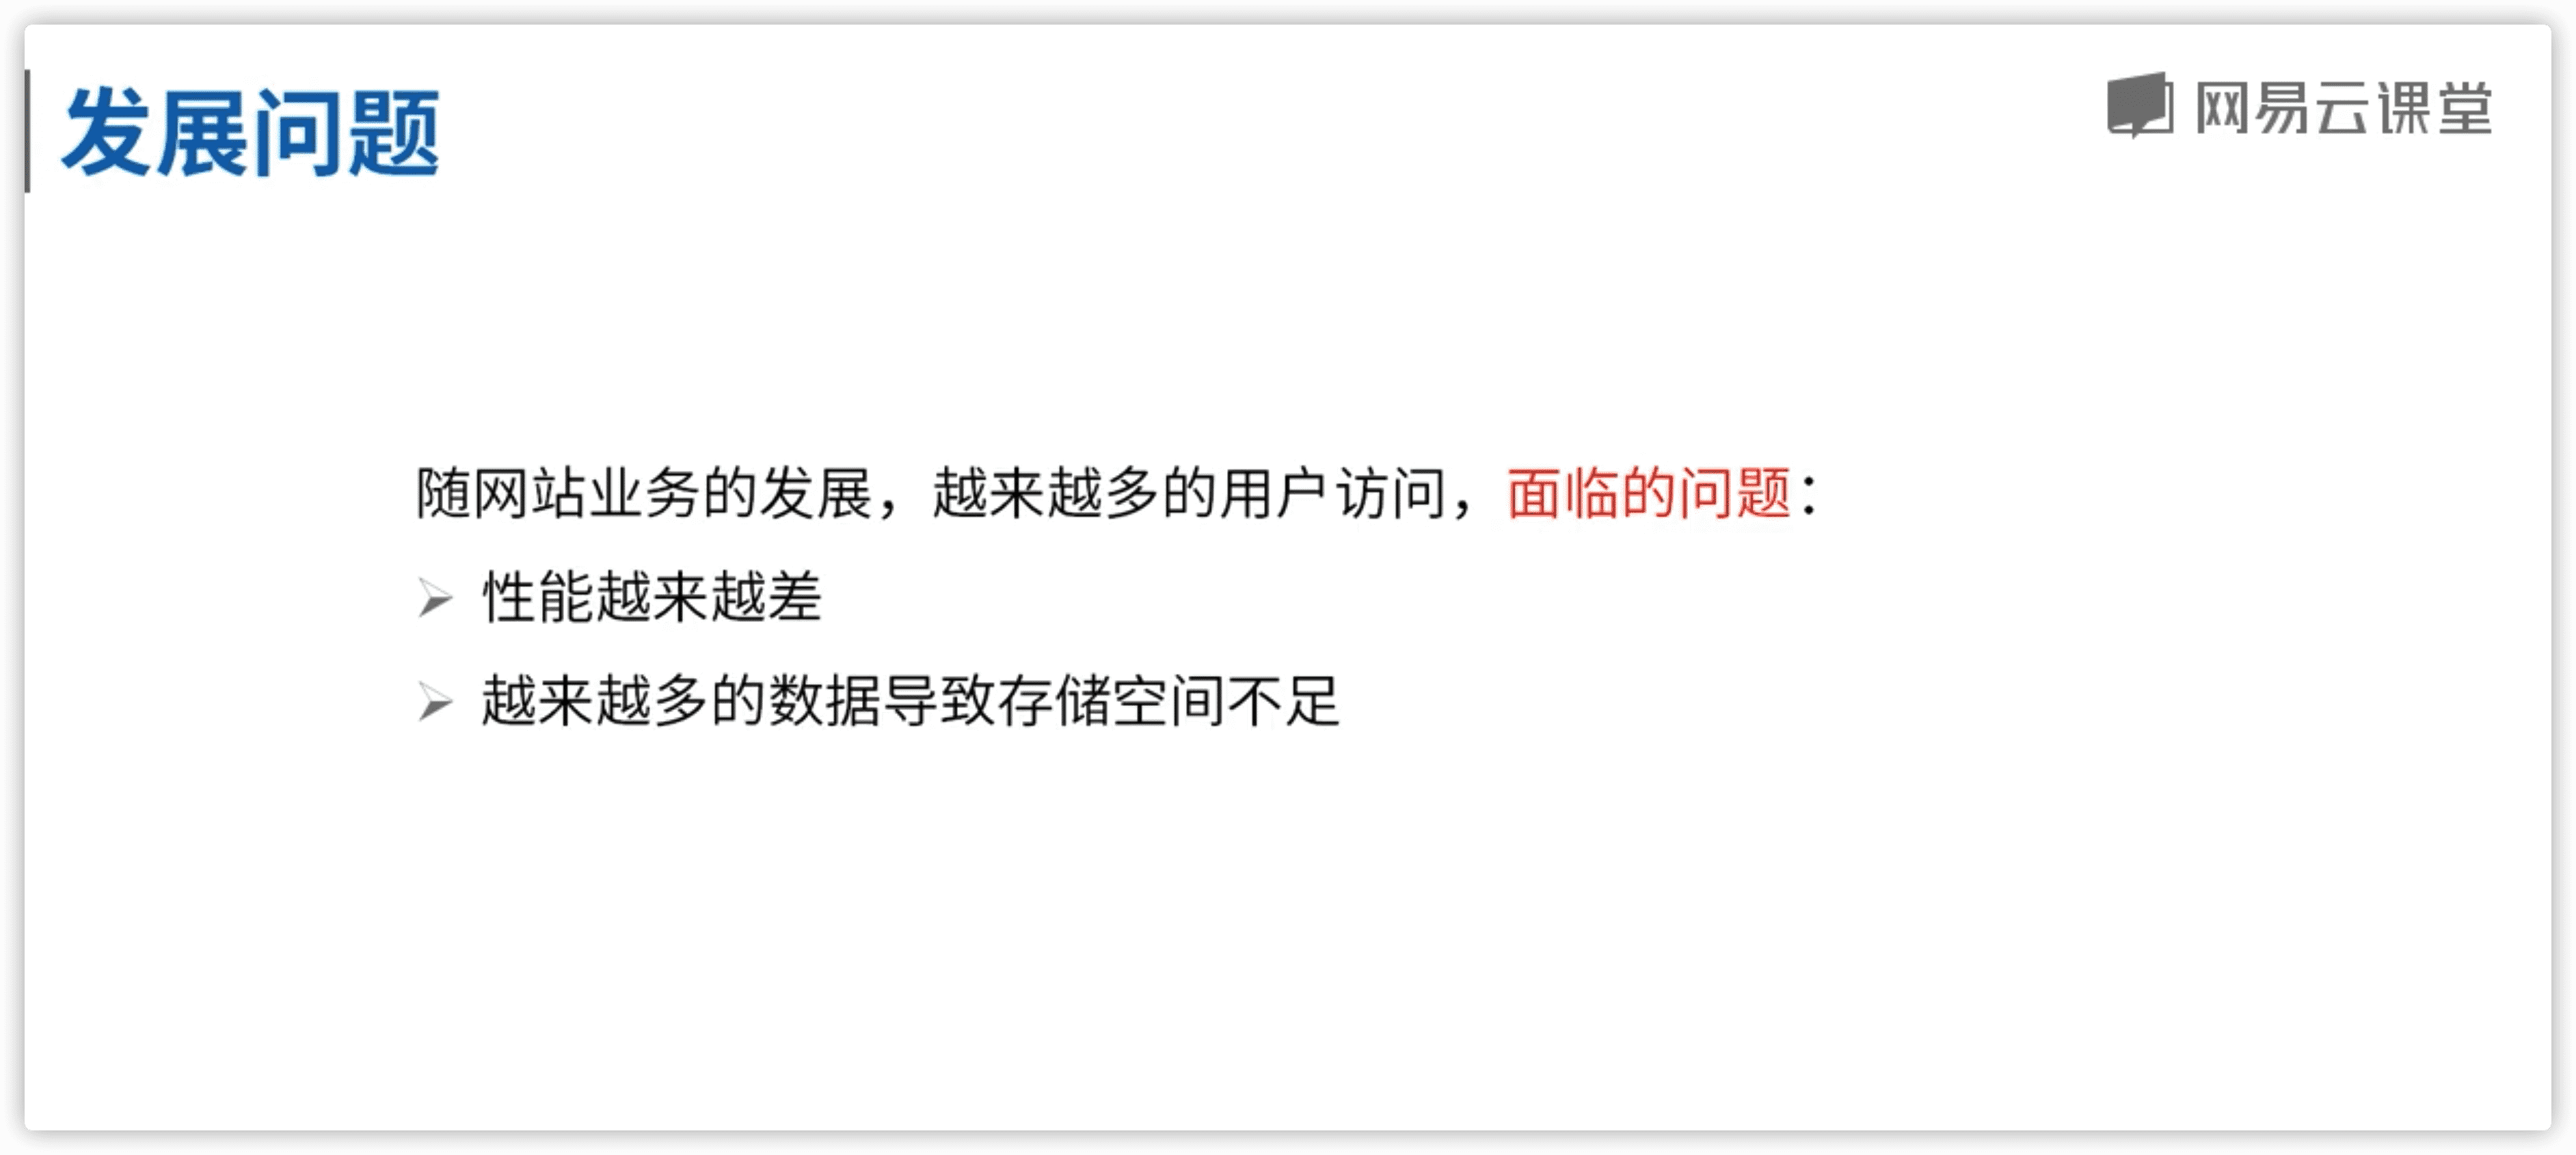 发展问题
网易云课堂
随网站业务的发展，越来越多的用户访问，面临的问题：
性能越来越差
越来越多的数据导致存储空间不足